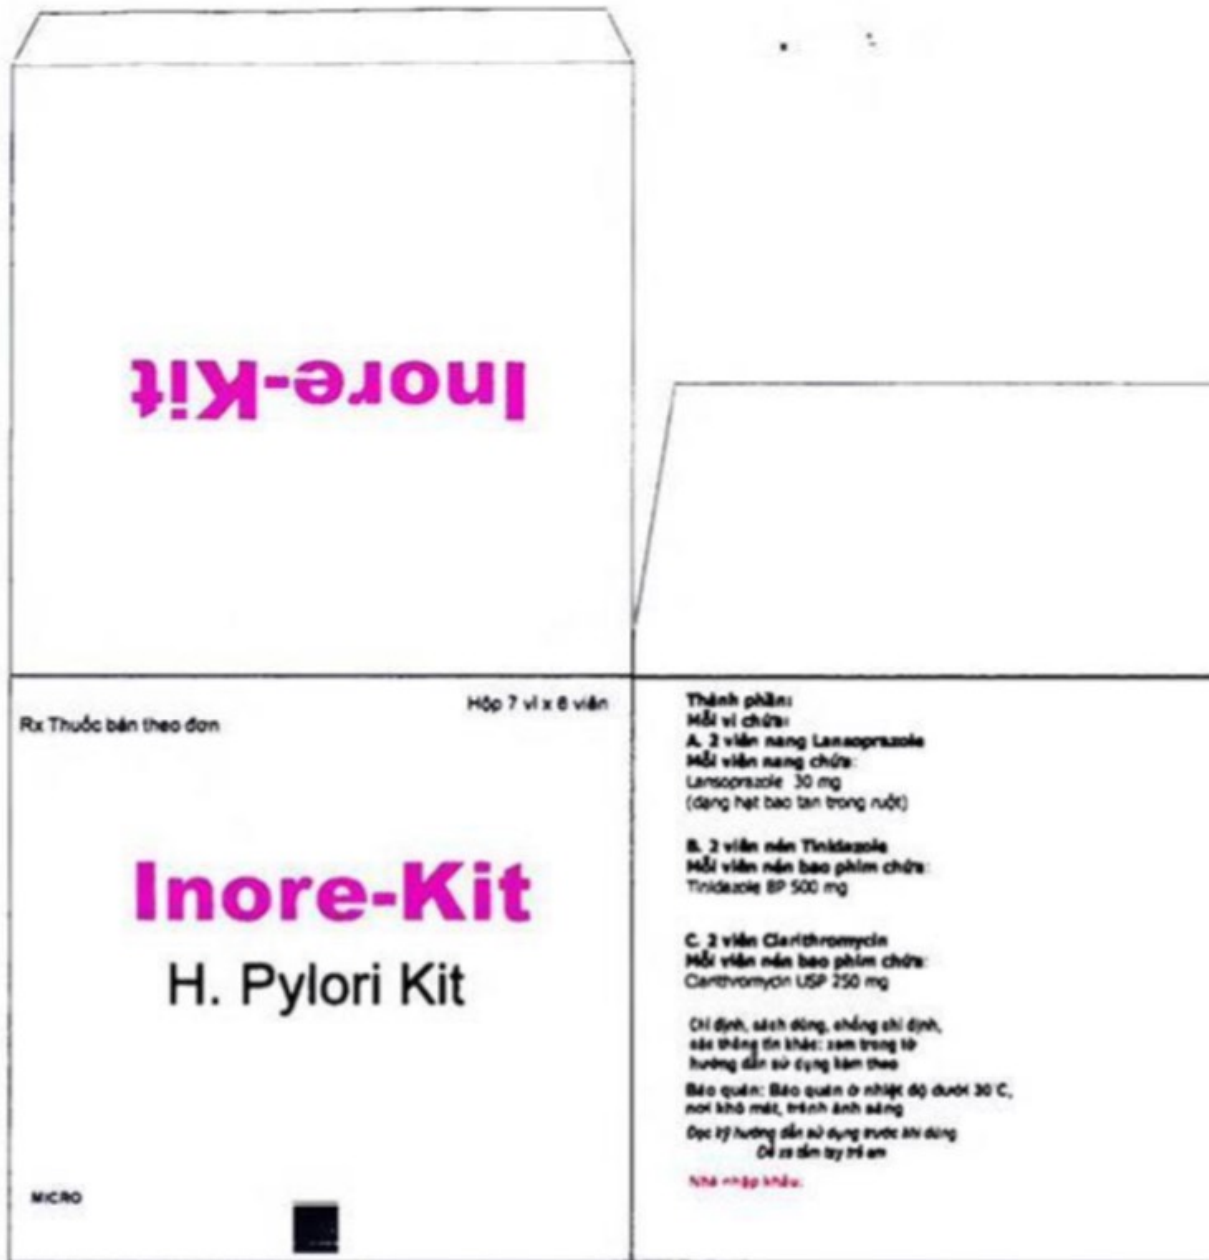 Inore-Kit
Rx Thuốc bán theo đơn
Hộp 7 vỉ x 6 viên
Inore-Kit
H. Pylori Kit
MICRO
Thành phần:
Mỗi vỉ chứa:
A. 2 viên nang Lansoprazole
Mỗi viên nang chứa:
Lansoprazole 30 mg
(dạng hạt bao tan trong ruột)
B. 2 viên nén Tinidazole
Mỗi viên nén bao phim chứa:
Tinidazole BP 500 mg
C. 2 viên Clarithromycin
Mỗi viên nén bao phim chứa:
Clarithromycin USP 250 mg
Chỉ định, cách dùng, chống chỉ định,
các thông tin khác: xem trong tờ
hướng dẫn sử dụng kèm theo
Bảo quản: Bảo quản ở nhiệt độ dưới 30°C,
nơi khô mát, tránh ánh sáng
Đọc kỹ hướng dẫn sử dụng trước khi dùng
Để xa tầm tay trẻ em
Nhà nhập khẩu: